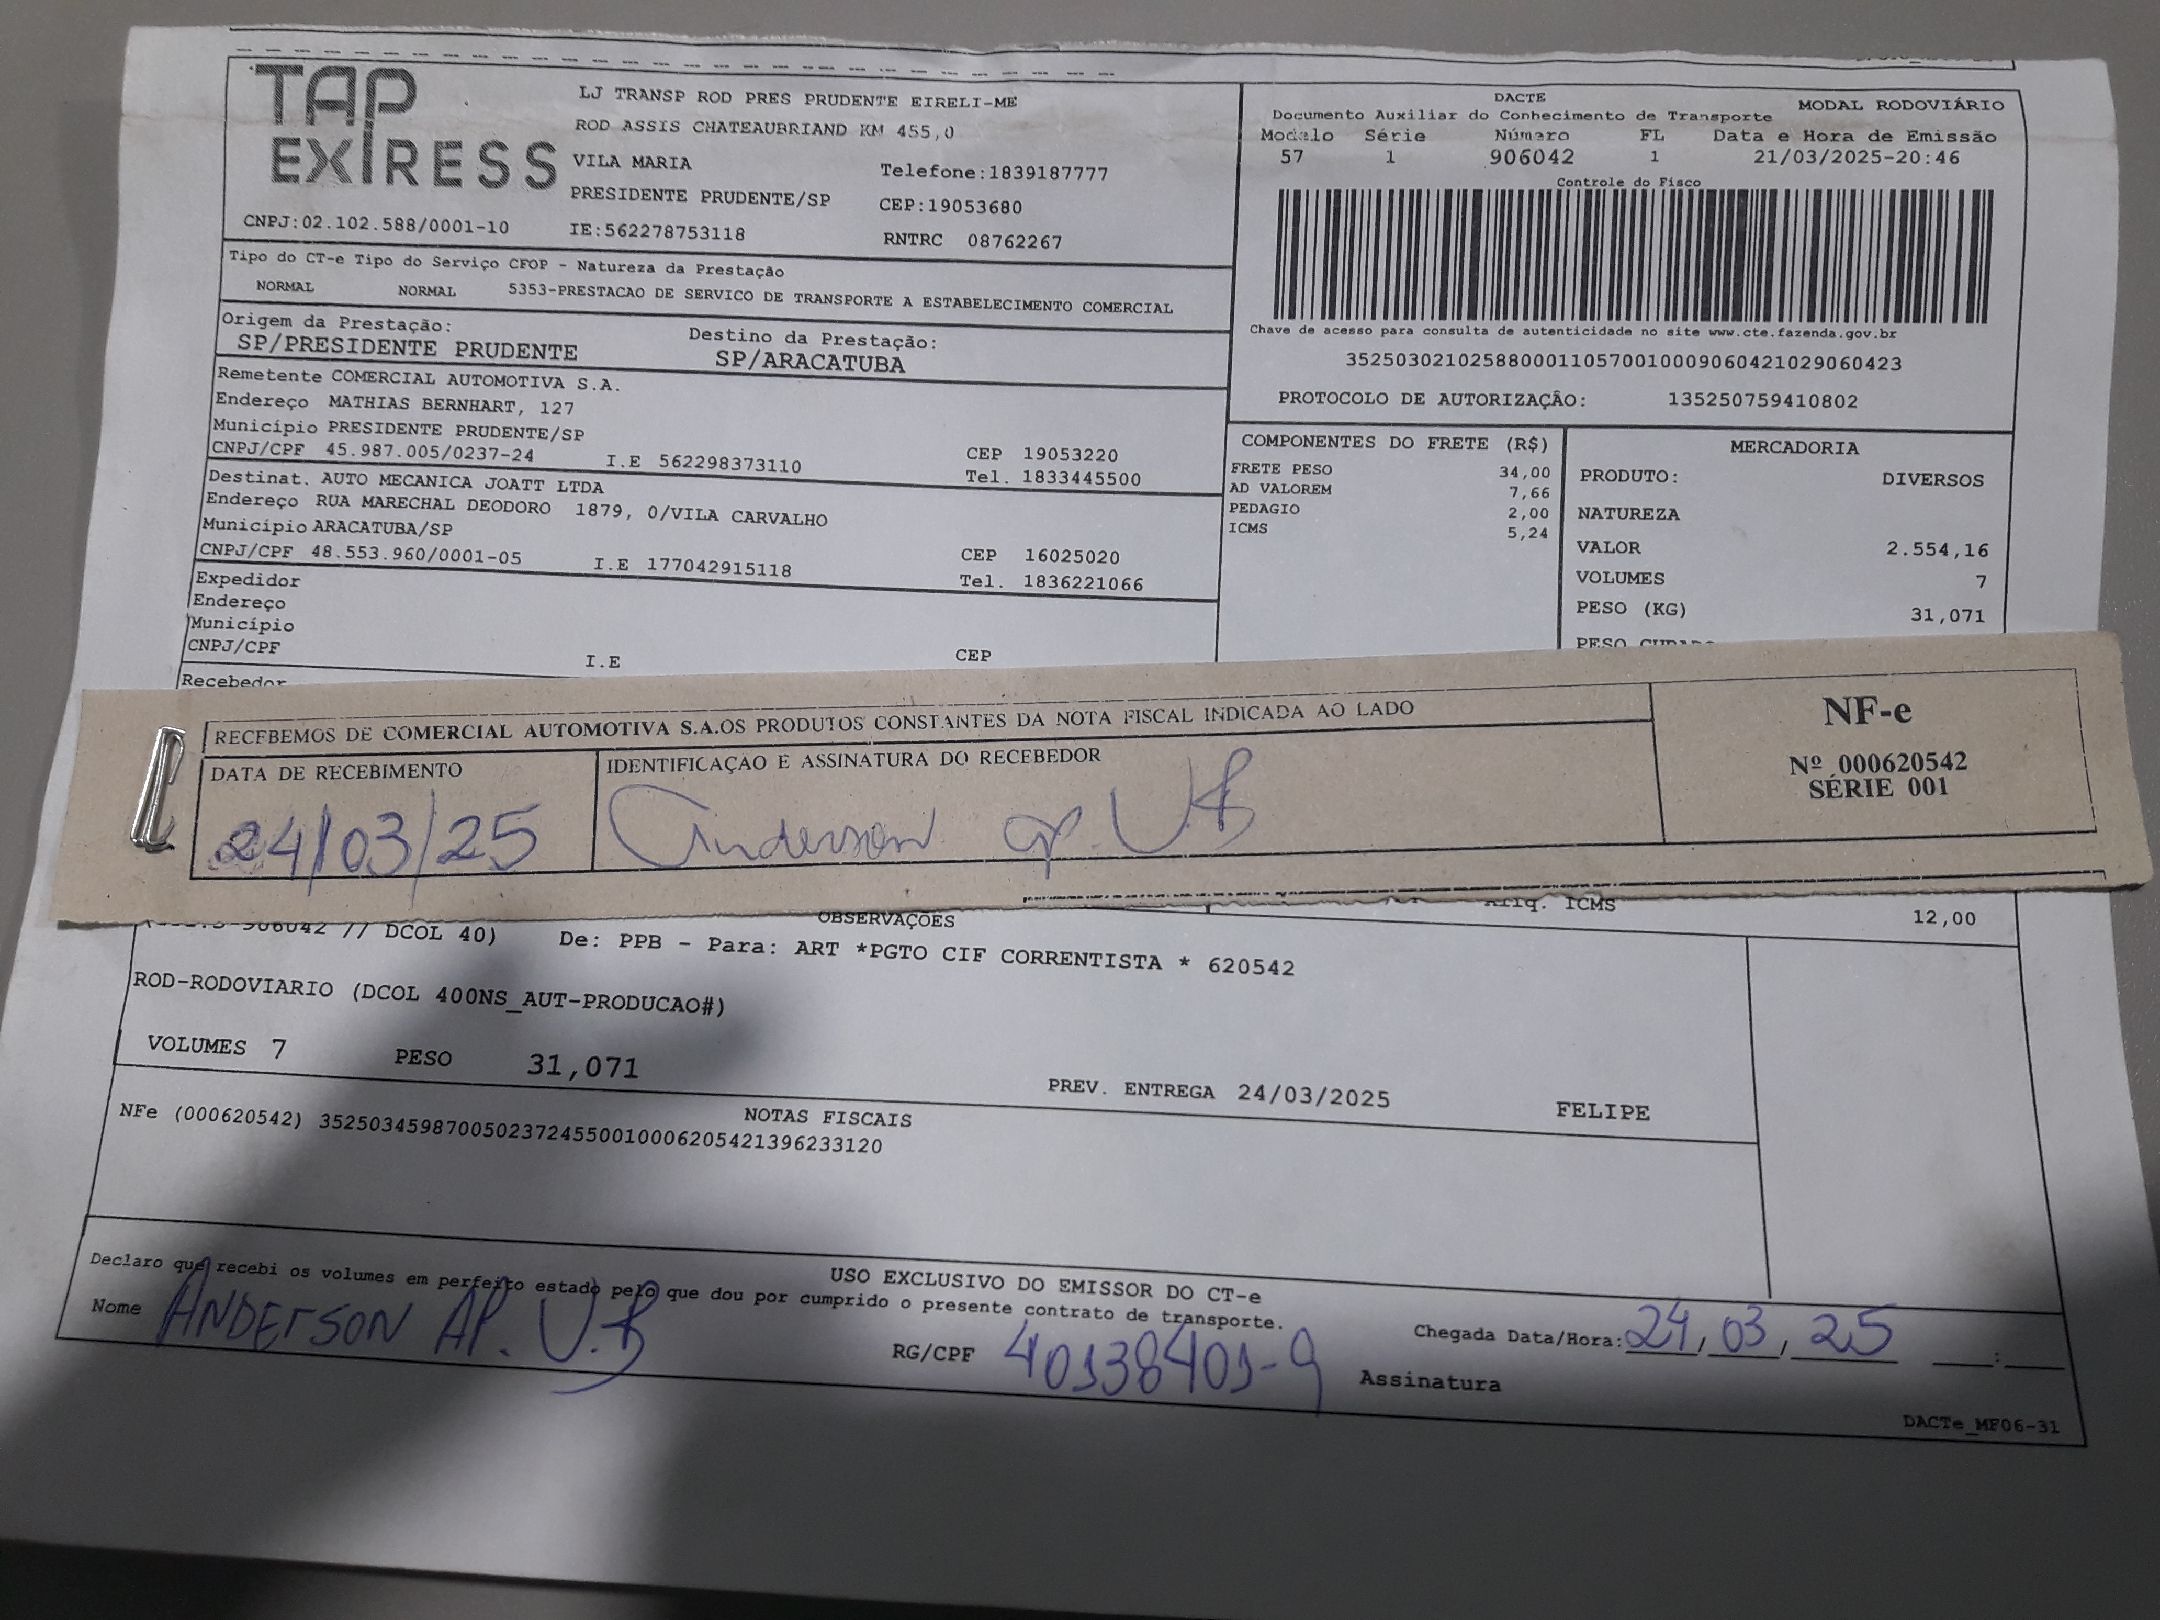 TAP EXPRESS
LJ TRANSP ROD PRES PRUDENTE EIRELI-ME
ROD ASSIS CHATEAUBRIAND KM 455,0
VILA MARIA Telefone:1839187777
PRESIDENTE PRUDENTE/SP CEP:19053680
CNPJ:02.102.588/0001-10 IE:562278753118 RNTRC 08762267
DACTE MODAL RODOVIÁRIO
Documento Auxiliar do Conhecimento de Transporte
Modelo Série Número FL Data e Hora de Emissão
57 1 906042 1 21/03/2025-20:46
Controle do Fisco
Chave de acesso para consulta de autenticidade no site www.cte.fazenda.gov.br
35250302102588000110570010009060421029060423
PROTOCOLO DE AUTORIZAÇÃO: 135250759410802
Tipo do CT-e Tipo do Serviço CFOP - Natureza da Prestação
NORMAL NORMAL 5353-PRESTACAO DE SERVICO DE TRANSPORTE A ESTABELECIMENTO COMERCIAL
Origem da Prestação: Destino da Prestação:
SP/PRESIDENTE PRUDENTE SP/ARACATUBA
Remetente COMERCIAL AUTOMOTIVA S.A.
Endereço MATHIAS BERNHART, 127
Município PRESIDENTE PRUDENTE/SP CEP 19053220
CNPJ/CPF 45.987.005/0237-24 I.E 562298373110 Tel. 1833445500
Destinat. AUTO MECANICA JOATT LTDA
Endereço RUA MARECHAL DEODORO 1879, 0/VILA CARVALHO
Município ARACATUBA/SP CEP 16025020
CNPJ/CPF 48.553.960/0001-05 I.E 177042915118 Tel. 1836221066
Expedidor
Endereço
Município
CNPJ/CPF I.E CEP
Recebedor
COMPONENTES DO FRETE (R$)
FRETE PESO 34,00
AD VALOREM 7,66
PEDAGIO 2,00
ICMS 5,24
MERCADORIA
PRODUTO: DIVERSOS
NATUREZA
VALOR 2.554,16
VOLUMES 7
PESO (KG) 31,071
RECEBEMOS DE COMERCIAL AUTOMOTIVA S.A.OS PRODUTOS CONSTANTES DA NOTA FISCAL INDICADA AO LADO
DATA DE RECEBIMENTO
24/03/25
IDENTIFICAÇÃO E ASSINATURA DO RECEBEDOR
Anderson ap. V.B
NF-e
Nº 000620542
SÉRIE 001
Aliq. ICMS 12,00
OBSERVAÇÕES
906042 // DCOL 40) De: PPB - Para: ART *PGTO CIF CORRENTISTA * 620542
ROD-RODOVIARIO (DCOL 400NS_AUT-PRODUCAO#)
VOLUMES 7 PESO 31,071
PREV. ENTREGA 24/03/2025 FELIPE
NOTAS FISCAIS
NFe (000620542) 35250345987005023724550010006205421396233120
USO EXCLUSIVO DO EMISSOR DO CT-e
Declaro que recebi os volumes em perfeito estado pelo que dou por cumprido o presente contrato de transporte.
Nome ANDERSON AP. V.B RG/CPF 40138401-9
Chegada Data/Hora: 24/03/25 :
Assinatura
DACTe_MF06-31